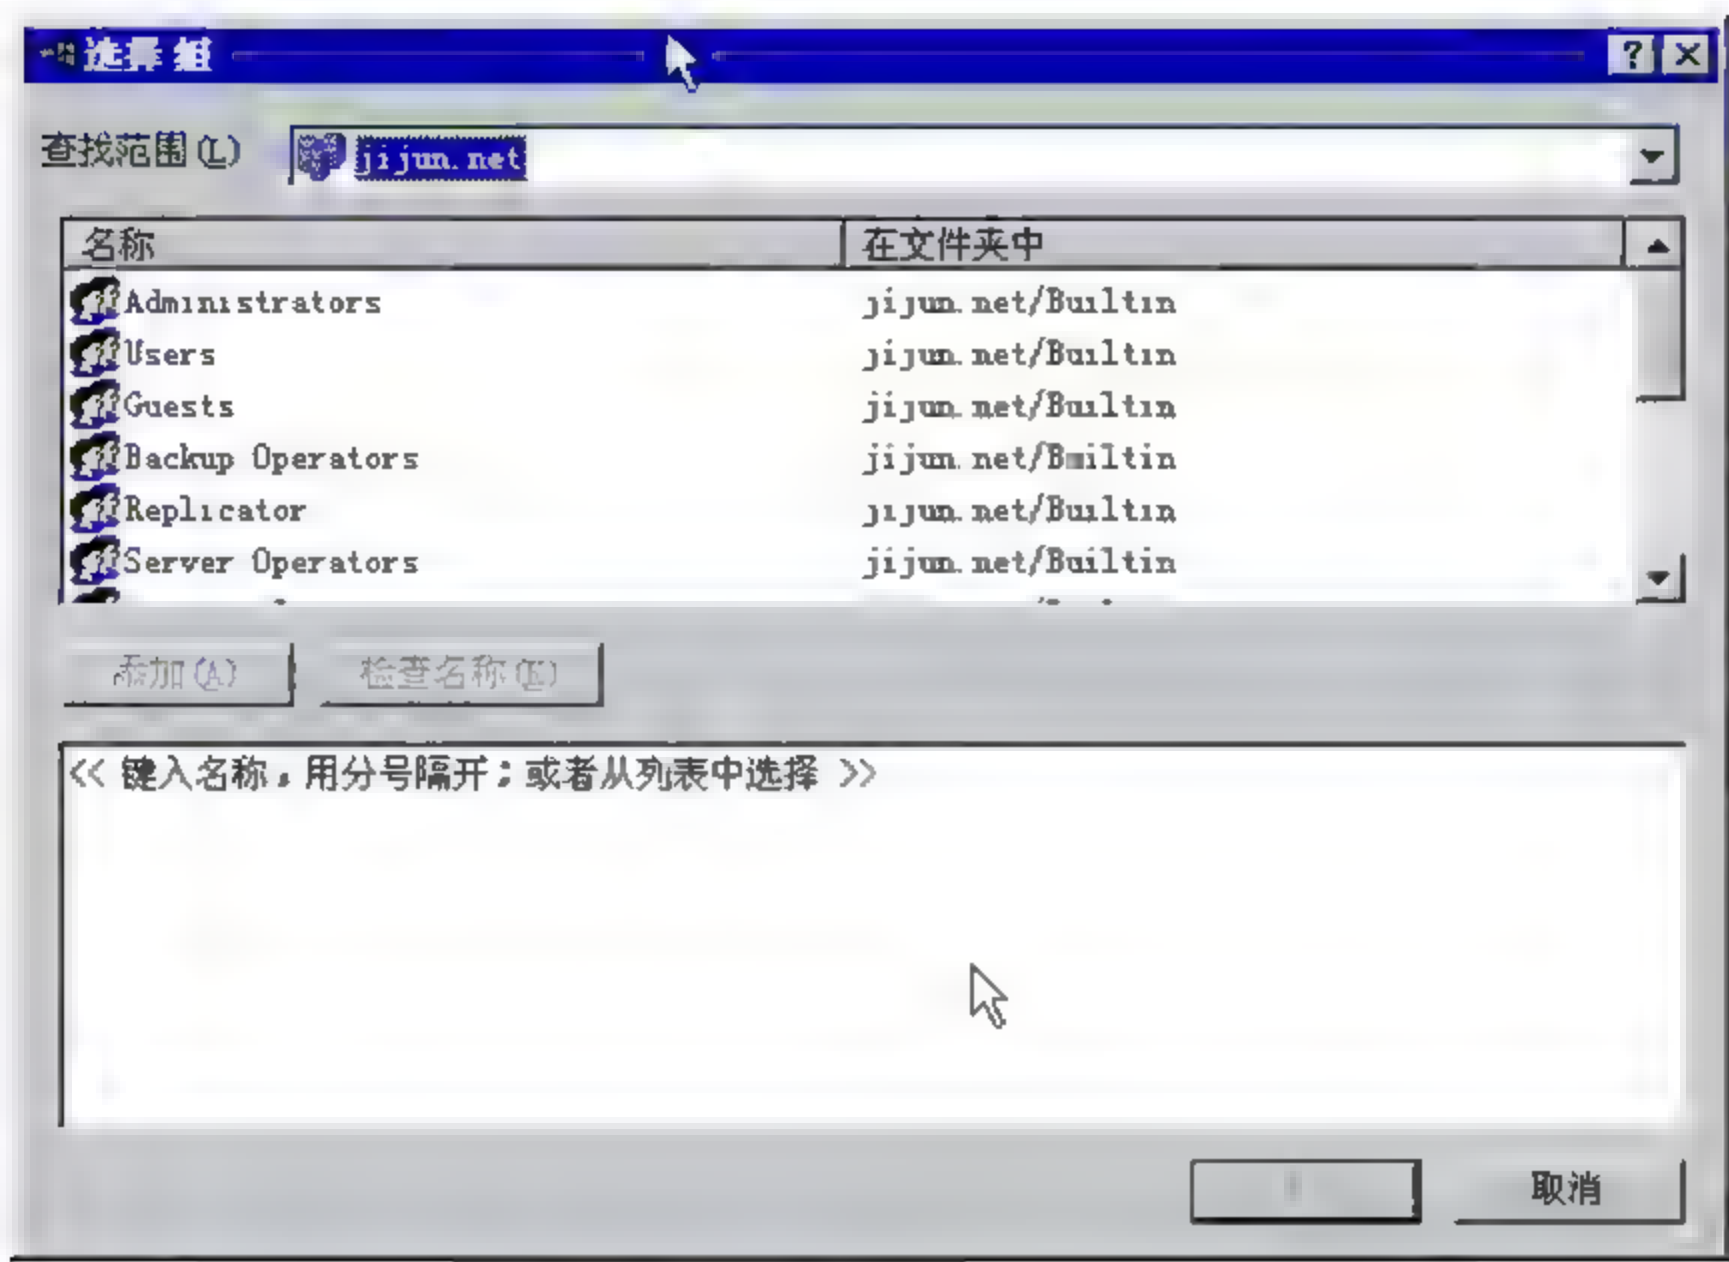 选择 组
查找范围(L) jijun.net
名称 在文件夹中
Administrators jijun.net/Builtin
Users jijun.net/Builtin
Guests jijun.net/Builtin
Backup Operators jijun.net/Builtin
Replicator jijun.net/Builtin
Server Operators jijun.net/Builtin
添加(A) 检查名称(K)
<< 键入名称，用分号隔开；或者从列表中选择 >>
取消